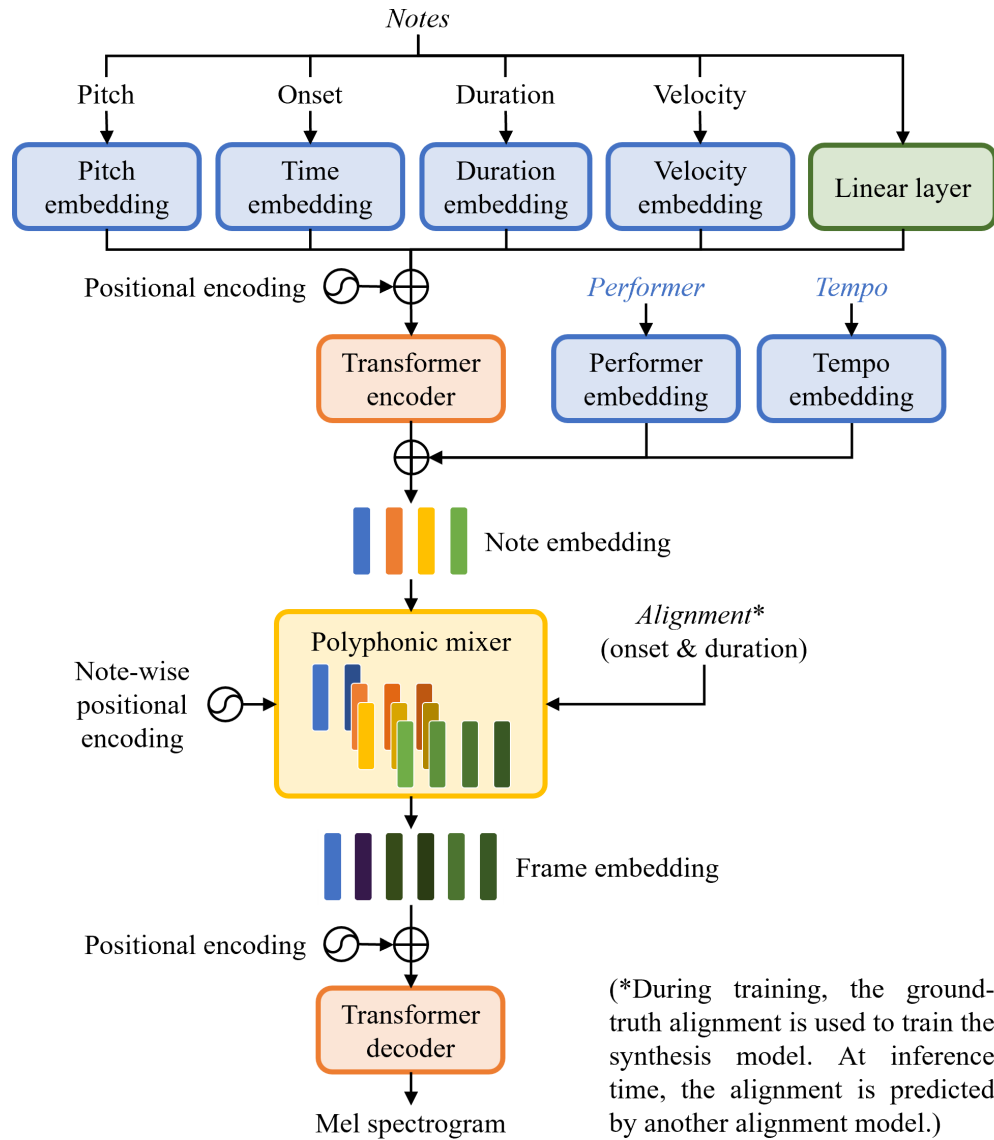 Notes
Pitch
Onset
Duration
Velocity
Pitch
embedding
Time
embedding
Duration
embedding
Velocity
embedding
Linear layer
Positional encoding
Performer
Tempo
Transformer
encoder
Performer
embedding
Tempo
embedding
Note embedding
Polyphonic mixer
Alignment*
(onset & duration)
Note-wise
positional
encoding
Frame embedding
Positional encoding
Transformer
decoder
Mel spectrogram
(*During training, the ground-
truth alignment is used to train the
synthesis model. At inference
time, the alignment is predicted
by another alignment model.)